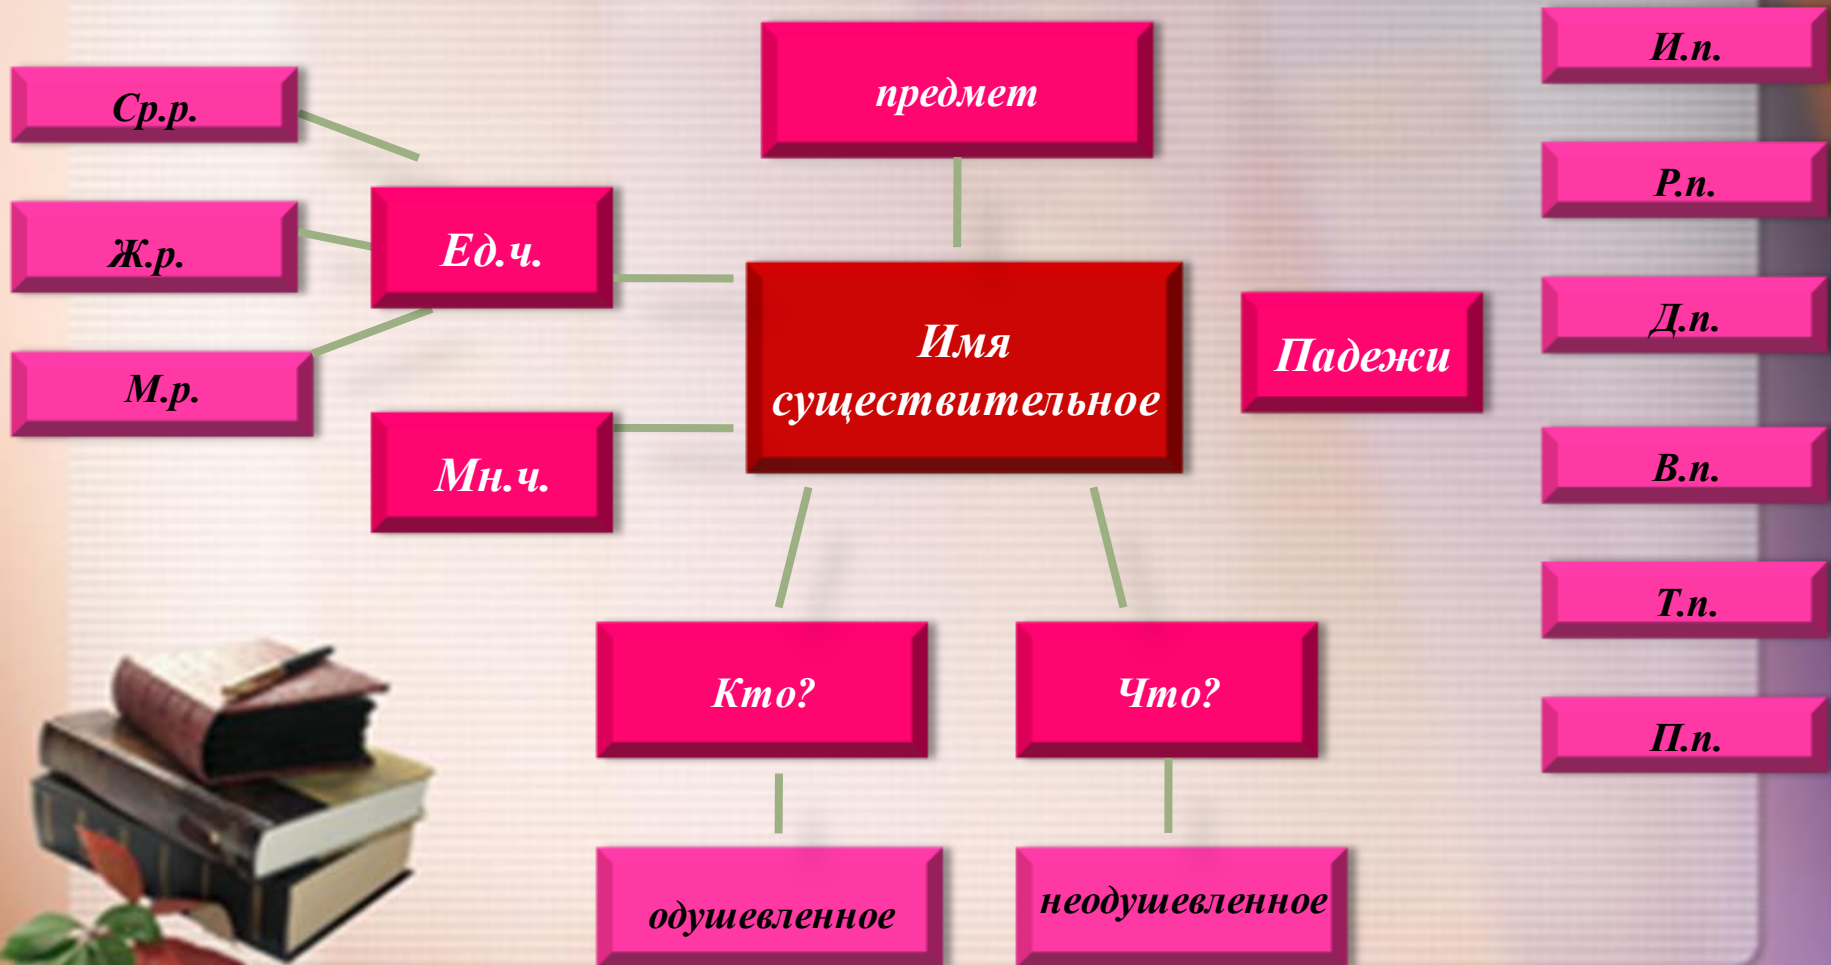 предмет
Ср.р.
Ж.р.
М.р.
Ед.ч.
Мн.ч.
Имя
существительное
Падежи
И.п.
Р.п.
Д.п.
В.п.
Т.п.
П.п.
Кто?
Что?
одушевленное
неодушевленное